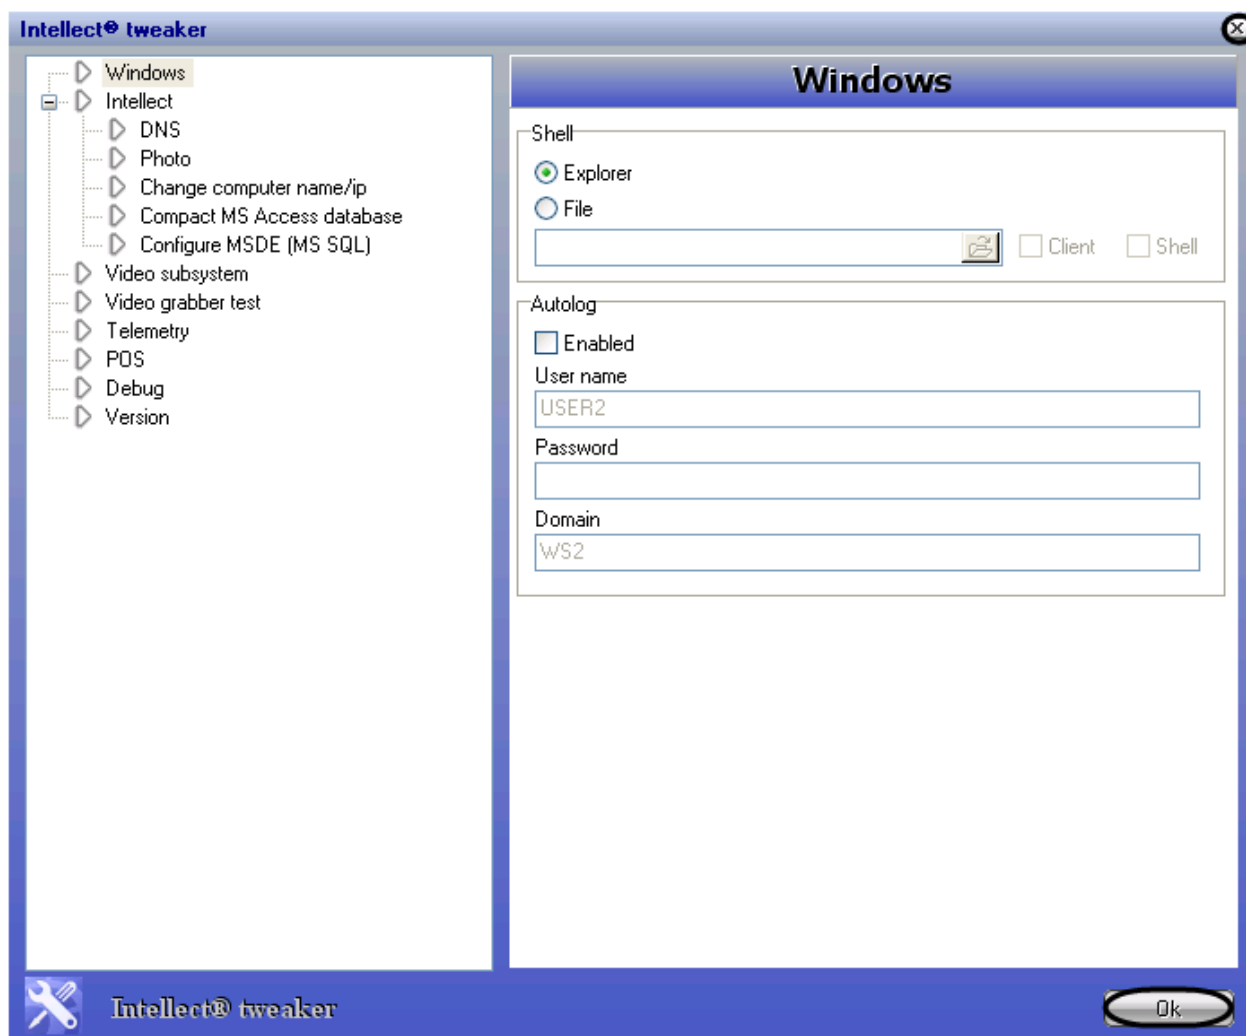 Intellect® tweaker
Windows
Intellect
DNS
Photo
Change computer name/ip
Compact MS Access database
Configure MSDE (MS SQL)
Video subsystem
Video grabber test
Telemetry
POS
Debug
Version
Windows
Shell
Explorer
File
Client Shell
Autolog
Enabled
User name
USER2
Password
Domain
WS2
Intellect® tweaker
Ok